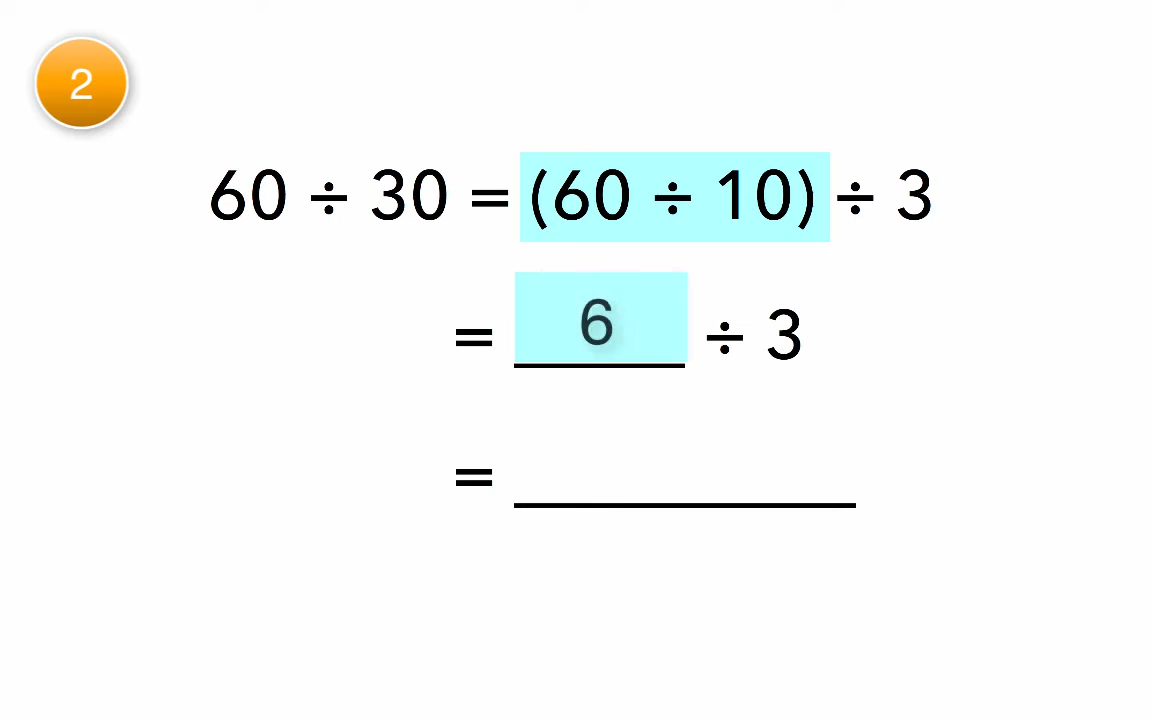 2
60 ÷ 30 = (60 ÷ 10) ÷ 3
= 6 ÷ 3
=